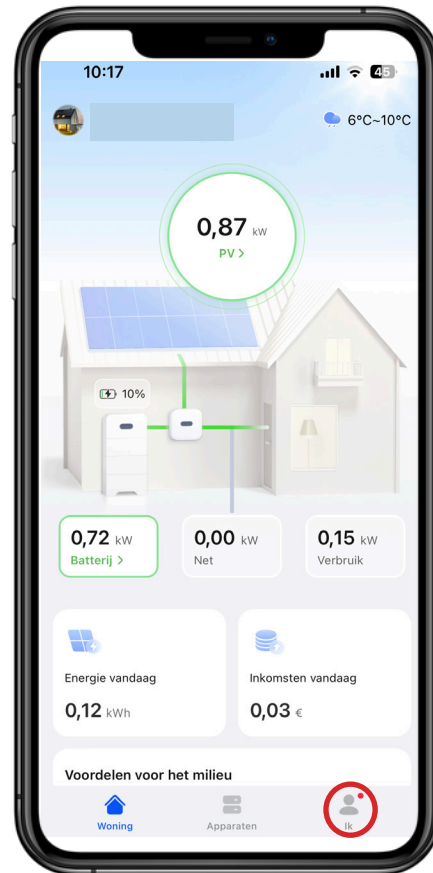 10:17
45
6°C~10°C
0,87 kW
PV >
10%
0,72 kW
Batterij >
0,00 kW
Net
0,15 kW
Verbruik
Energie vandaag
0,12 kWh
Inkomsten vandaag
0,03 €
Voordelen voor het milieu
Woning
Apparaten
Ik